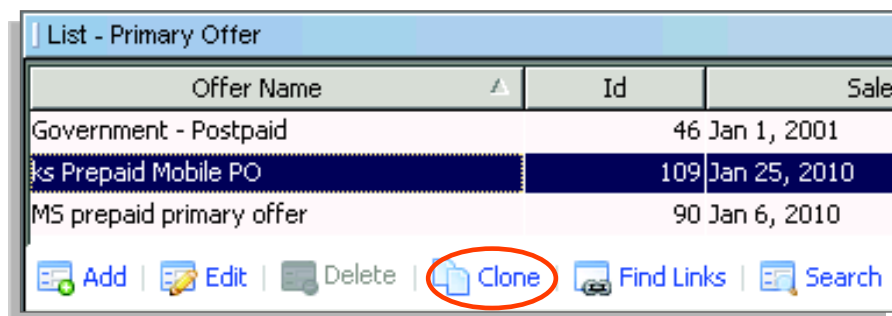 List - Primary Offer
Offer Name Id Sale
Government - Postpaid 46 Jan 1, 2001
ks Prepaid Mobile PO 109 Jan 25, 2010
MS prepaid primary offer 90 Jan 6, 2010
Add | Edit | Delete | Clone | Find Links | Search